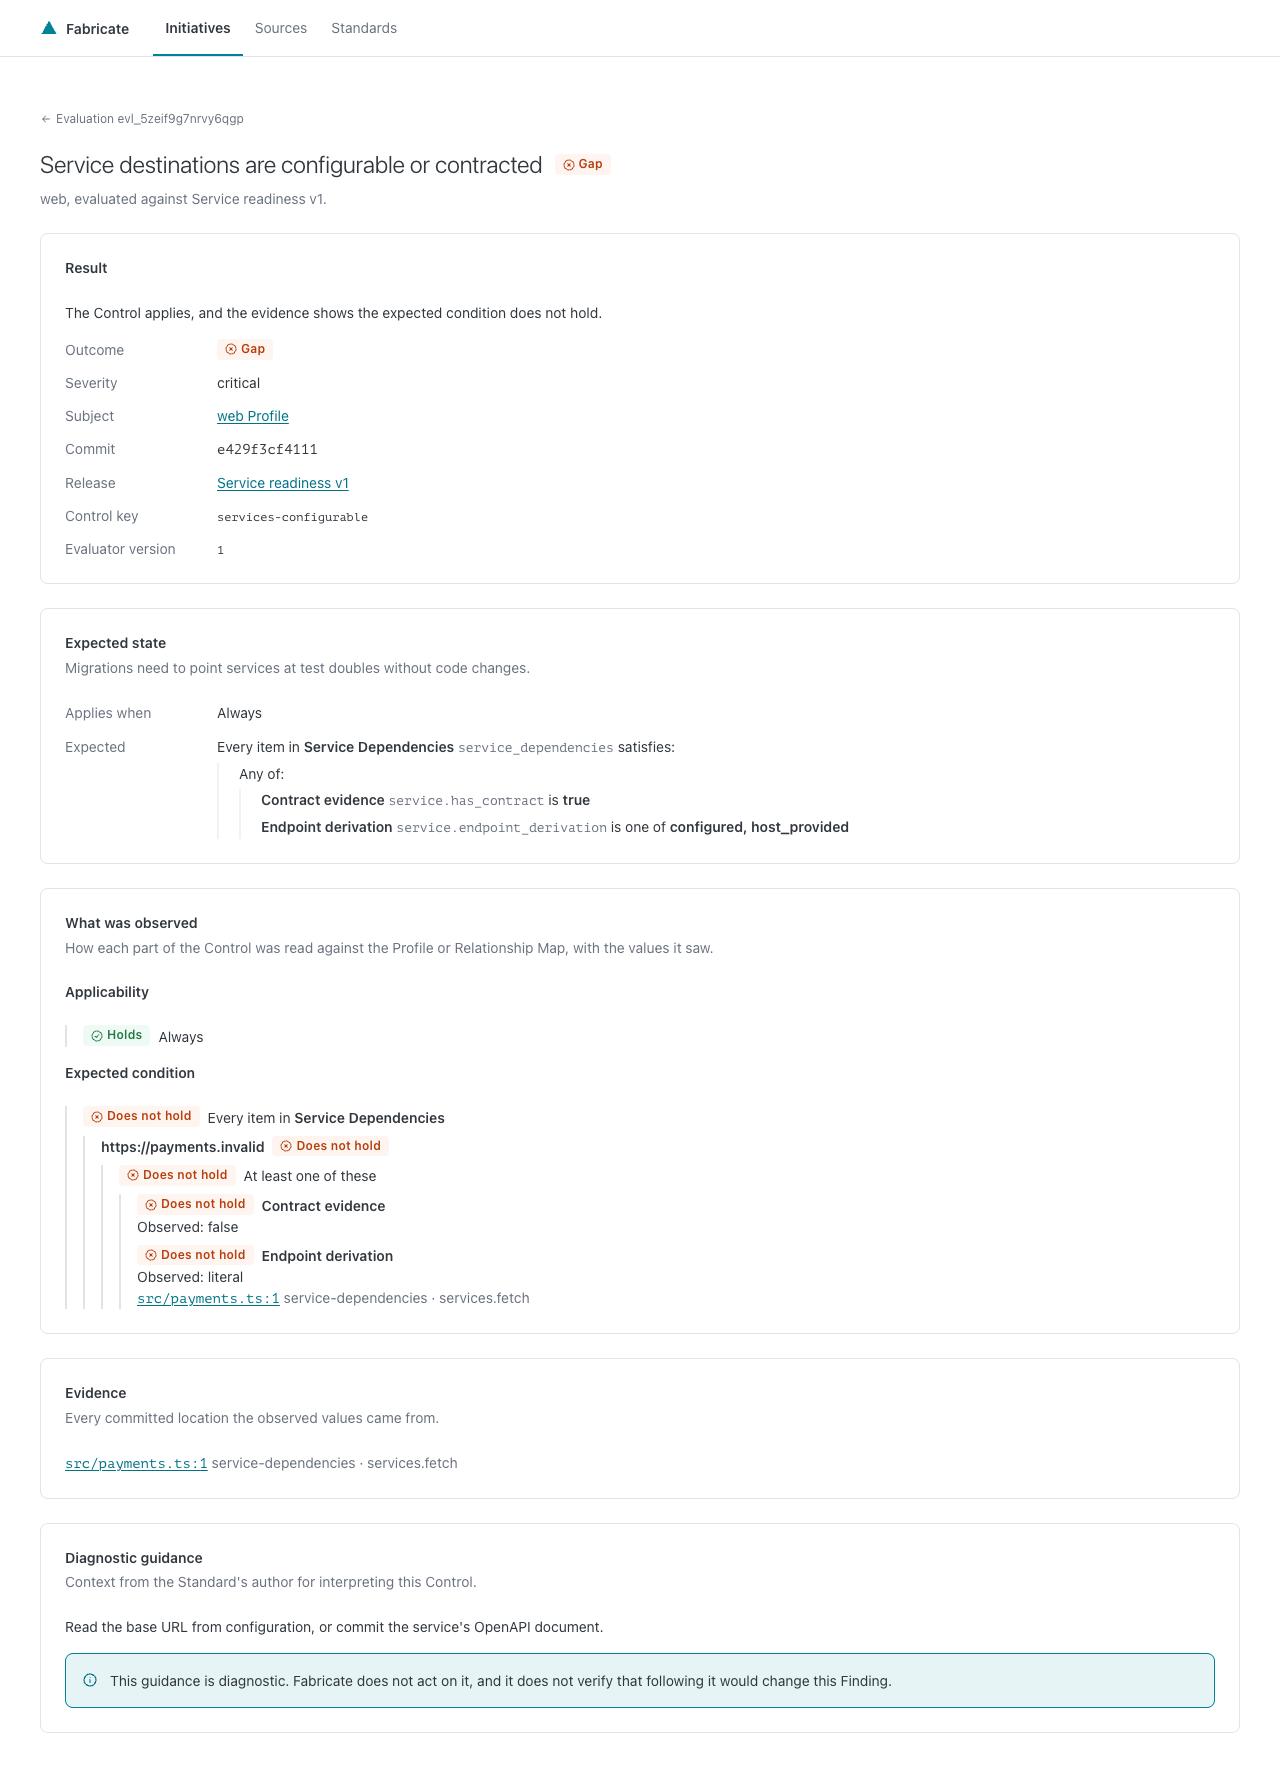 Fabricate Initiatives Sources Standards
← Evaluation evl_5zeif9g7nrvy6qgp
Service destinations are configurable or contracted Gap
web, evaluated against Service readiness v1.
Result
The Control applies, and the evidence shows the expected condition does not hold.
Outcome Gap
Severity critical
Subject web Profile
Commit e429f3cf4111
Release Service readiness v1
Control key services-configurable
Evaluator version 1
Expected state
Migrations need to point services at test doubles without code changes.
Applies when Always
Expected Every item in Service Dependencies service_dependencies satisfies:
Any of:
Contract evidence service.has_contract is true
Endpoint derivation service.endpoint_derivation is one of configured, host_provided
What was observed
How each part of the Control was read against the Profile or Relationship Map, with the values it saw.
Applicability
Holds Always
Expected condition
Does not hold Every item in Service Dependencies
https://payments.invalid Does not hold
Does not hold At least one of these
Does not hold Contract evidence
Observed: false
Does not hold Endpoint derivation
Observed: literal
src/payments.ts:1 service-dependencies · services.fetch
Evidence
Every committed location the observed values came from.
src/payments.ts:1 service-dependencies · services.fetch
Diagnostic guidance
Context from the Standard's author for interpreting this Control.
Read the base URL from configuration, or commit the service's OpenAPI document.
This guidance is diagnostic. Fabricate does not act on it, and it does not verify that following it would change this Finding.